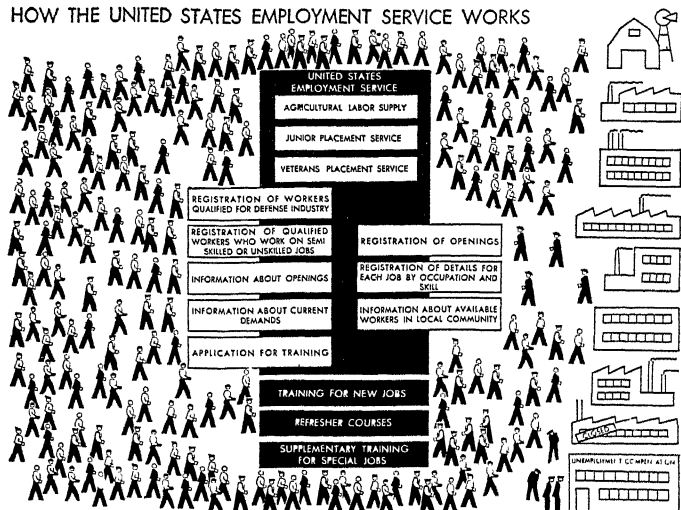 HOW THE UNITED STATES EMPLOYMENT SERVICE WORKS
UNITED STATES
EMPLOYMENT SERVICE
AGRICULTURAL LABOR SUPPLY
JUNIOR PLACEMENT SERVICE
VETERANS PLACEMENT SERVICE
REGISTRATION OF WORKERS
QUALIFIED FOR DEFENSE INDUSTRY
REGISTRATION OF QUALIFIED
WORKERS WHO WORK ON SEMI
SKILLED OR UNSKILLED JOBS
INFORMATION ABOUT OPENINGS
INFORMATION ABOUT CURRENT
DEMANDS
APPLICATION FOR TRAINING
REGISTRATION OF OPENINGS
REGISTRATION OF DETAILS FOR
EACH JOB BY OCCUPATION AND
SKILL
INFORMATION ABOUT AVAILABLE
WORKERS IN LOCAL COMMUNITY
TRAINING FOR NEW JOBS
REFRESHER COURSES
SUPPLEMENTARY TRAINING
FOR SPECIAL JOBS
CLOSED
UNEMPLOYMENT COMPENSATION